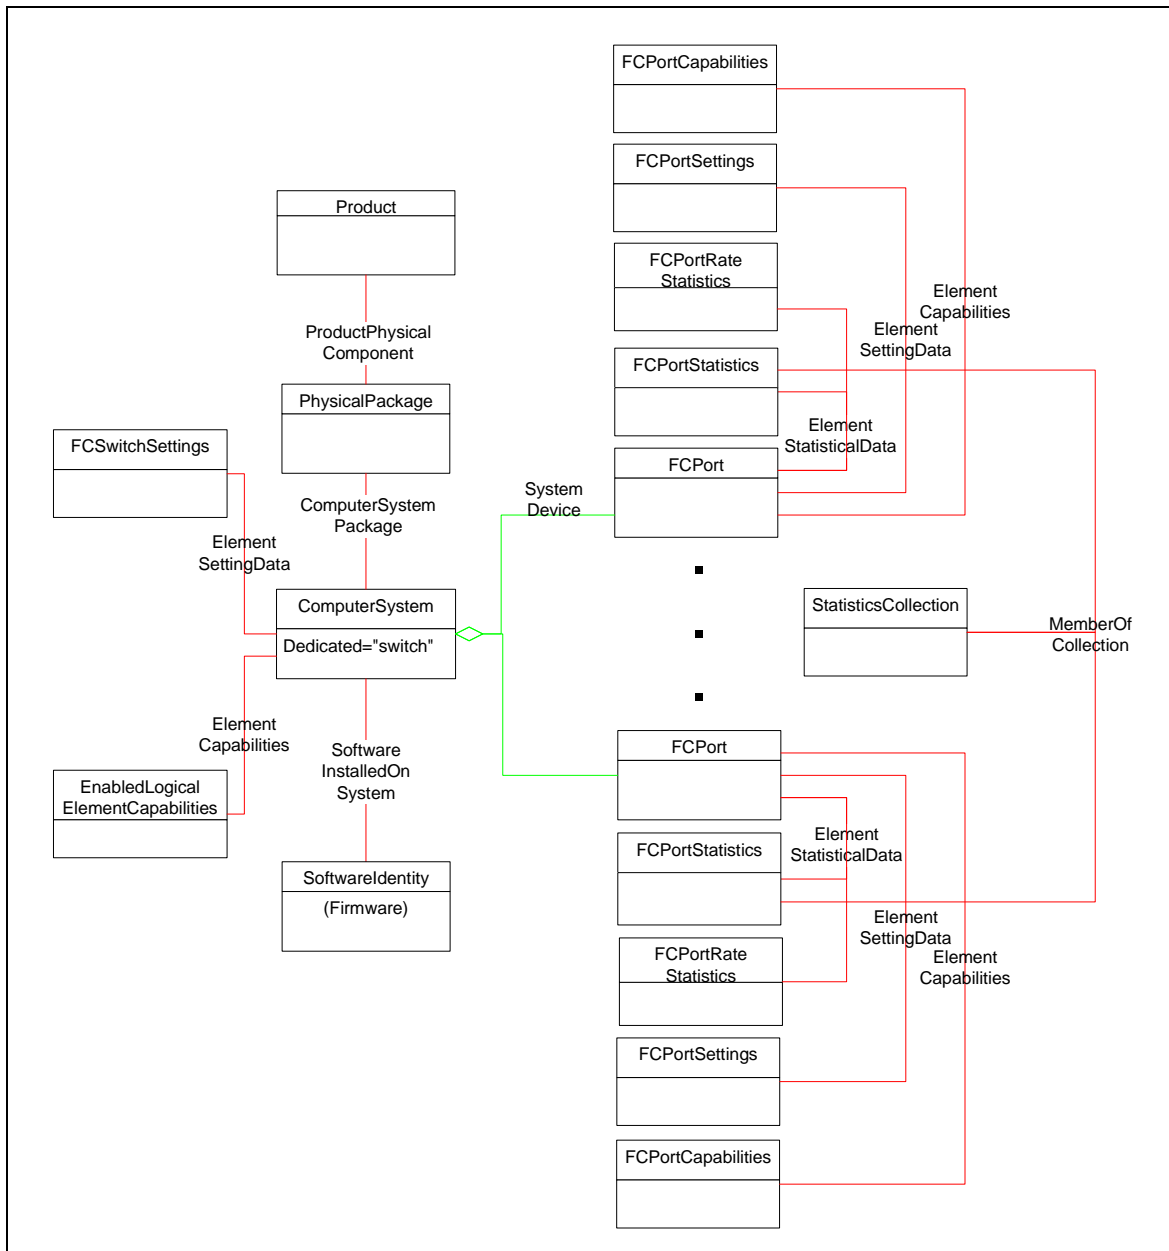 FCPortCapabilities
FCPortSettings
Product
FCPortRate
Statistics
Element
Capabilities
ProductPhysical
Component
Element
SettingData
FCPortStatistics
PhysicalPackage
Element
StatisticalData
FCSwitchSettings
FCPort
System
Device
ComputerSystem
Package
Element
SettingData
ComputerSystem
Dedicated="switch"
StatisticsCollection
MemberOf
Collection
Element
Capabilities
Software
InstalledOn
System
FCPort
EnabledLogical
ElementCapabilities
Element
StatisticalData
FCPortStatistics
SoftwareIdentity
(Firmware)
Element
SettingData
FCPortRate
Statistics
Element
Capabilities
FCPortSettings
FCPortCapabilities